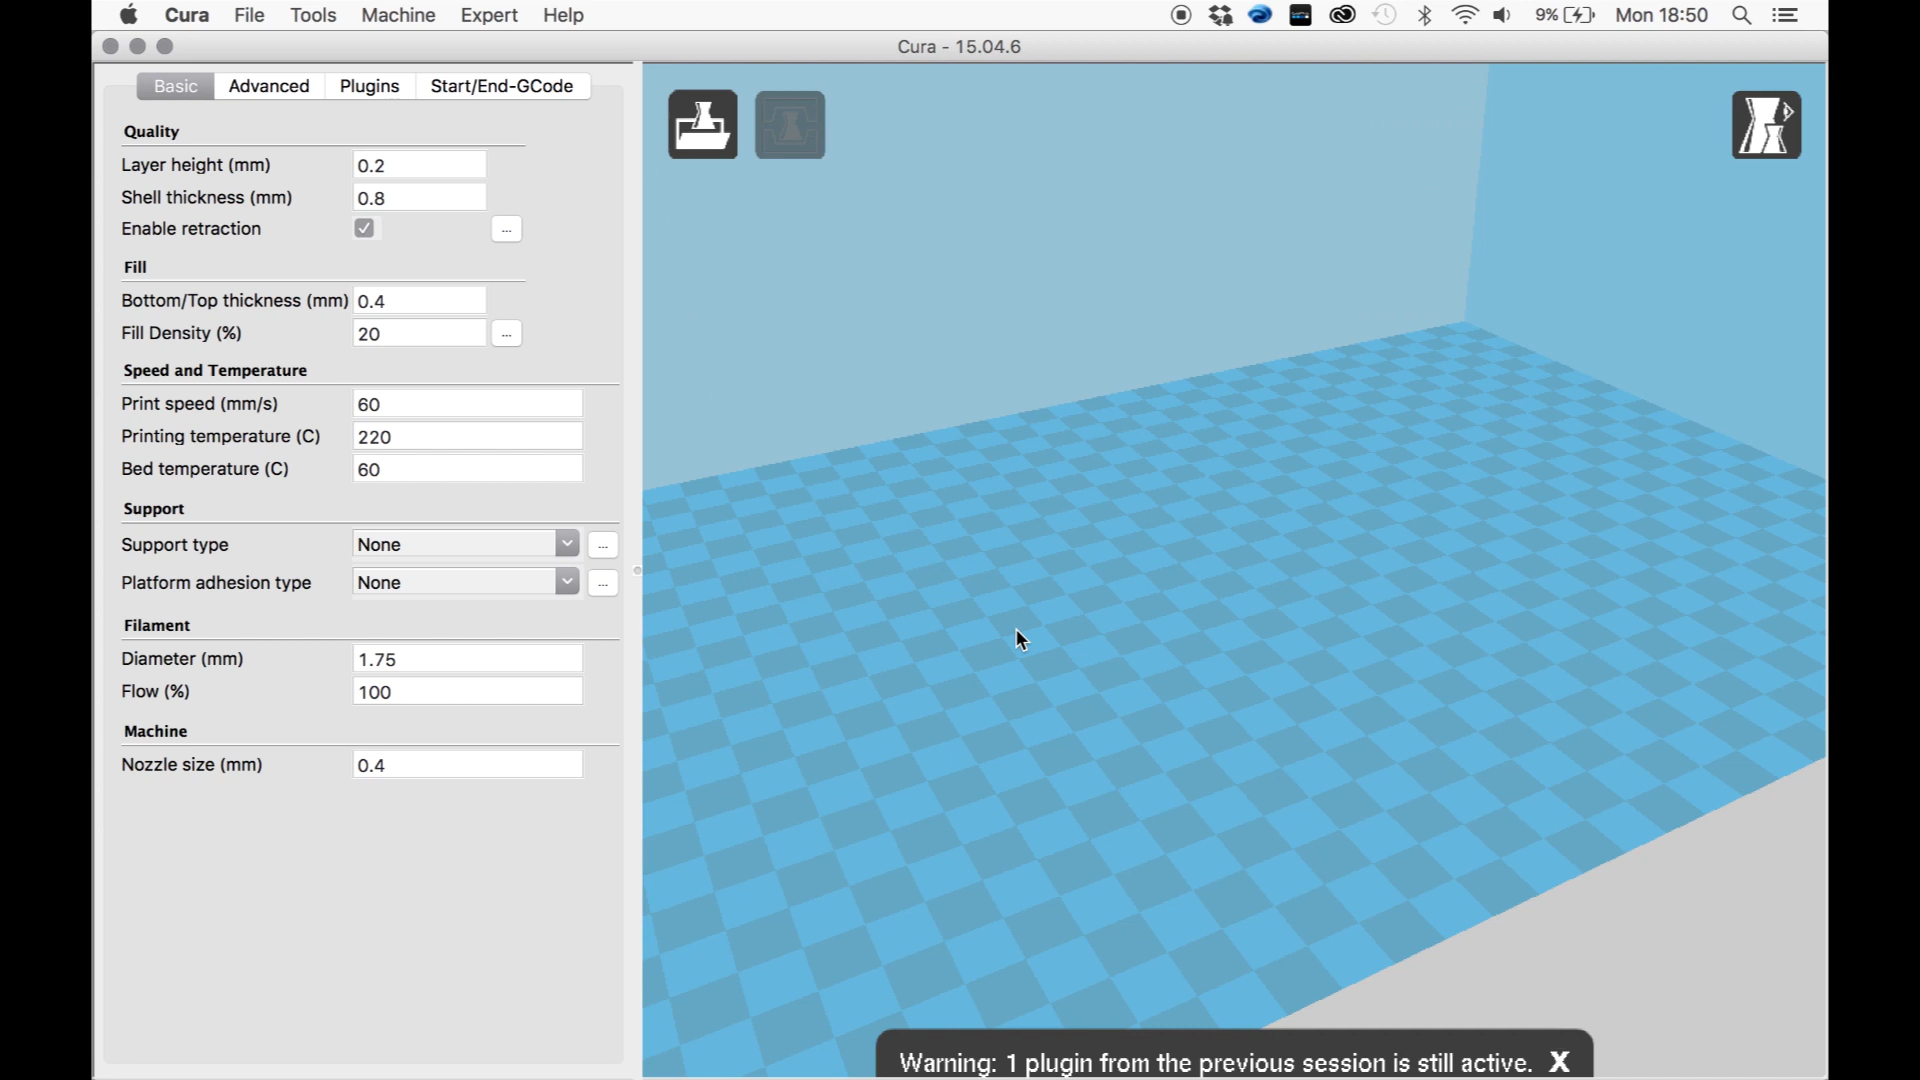 Cura File Tools Machine Expert Help 9% Mon 18:50
Cura - 15.04.6
Basic Advanced Plugins Start/End-GCode
Quality
Layer height (mm) 0.2
Shell thickness (mm) 0.8
Enable retraction ...
Fill
Bottom/Top thickness (mm) 0.4
Fill Density (%) 20 ...
Speed and Temperature
Print speed (mm/s) 60
Printing temperature (C) 220
Bed temperature (C) 60
Support
Support type None ...
Platform adhesion type None ...
Filament
Diameter (mm) 1.75
Flow (%) 100
Machine
Nozzle size (mm) 0.4
Warning: 1 plugin from the previous session is still active. X